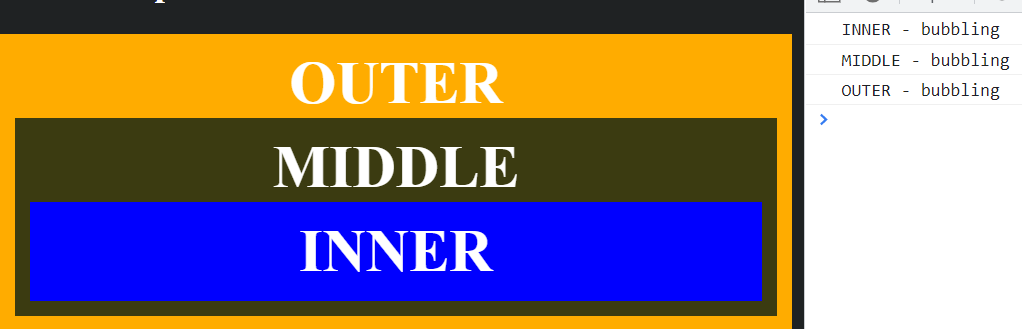 OUTER
MIDDLE
INNER
INNER - bubbling
MIDDLE - bubbling
OUTER - bubbling